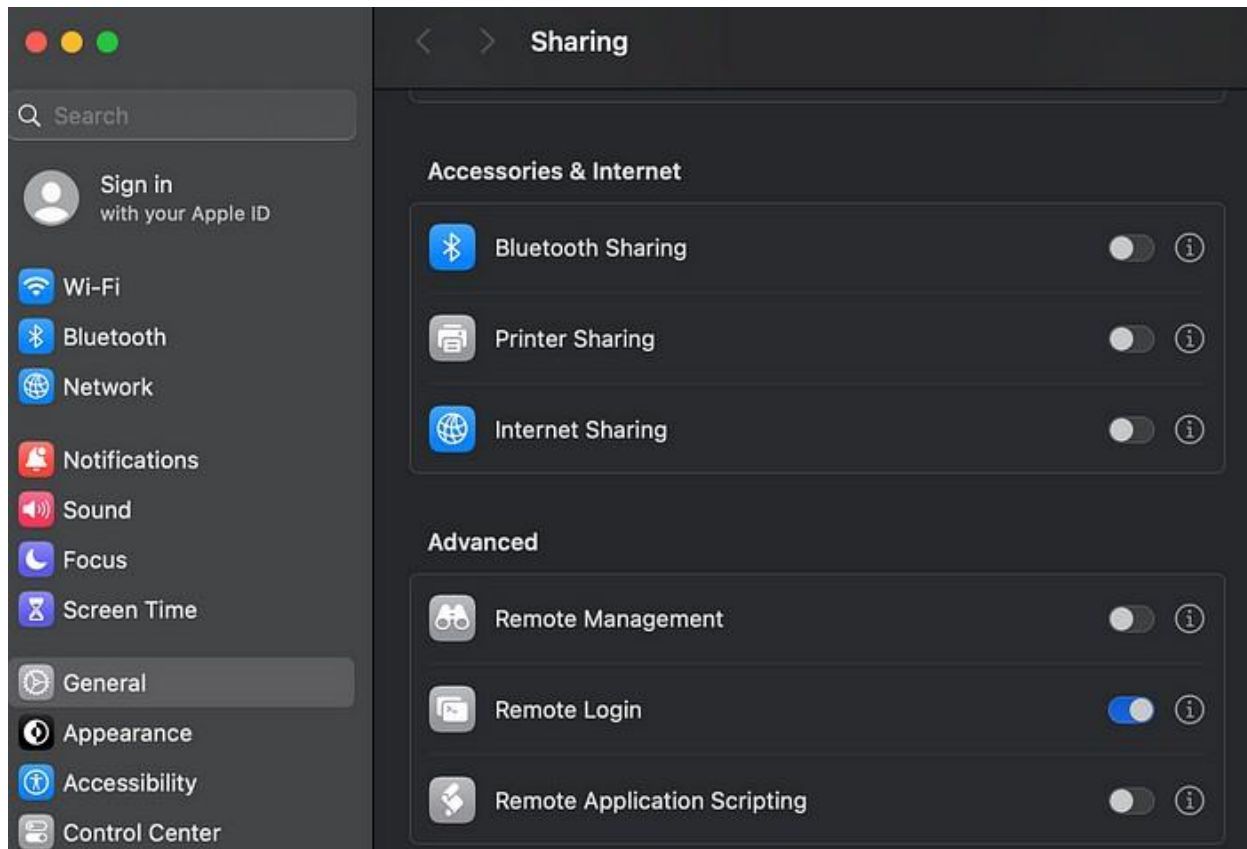 Sharing
Search
Sign in
with your Apple ID
Wi-Fi
Bluetooth
Network
Notifications
Sound
Focus
Screen Time
General
Appearance
Accessibility
Control Center
Accessories & Internet
Bluetooth Sharing
Printer Sharing
Internet Sharing
Advanced
Remote Management
Remote Login
Remote Application Scripting